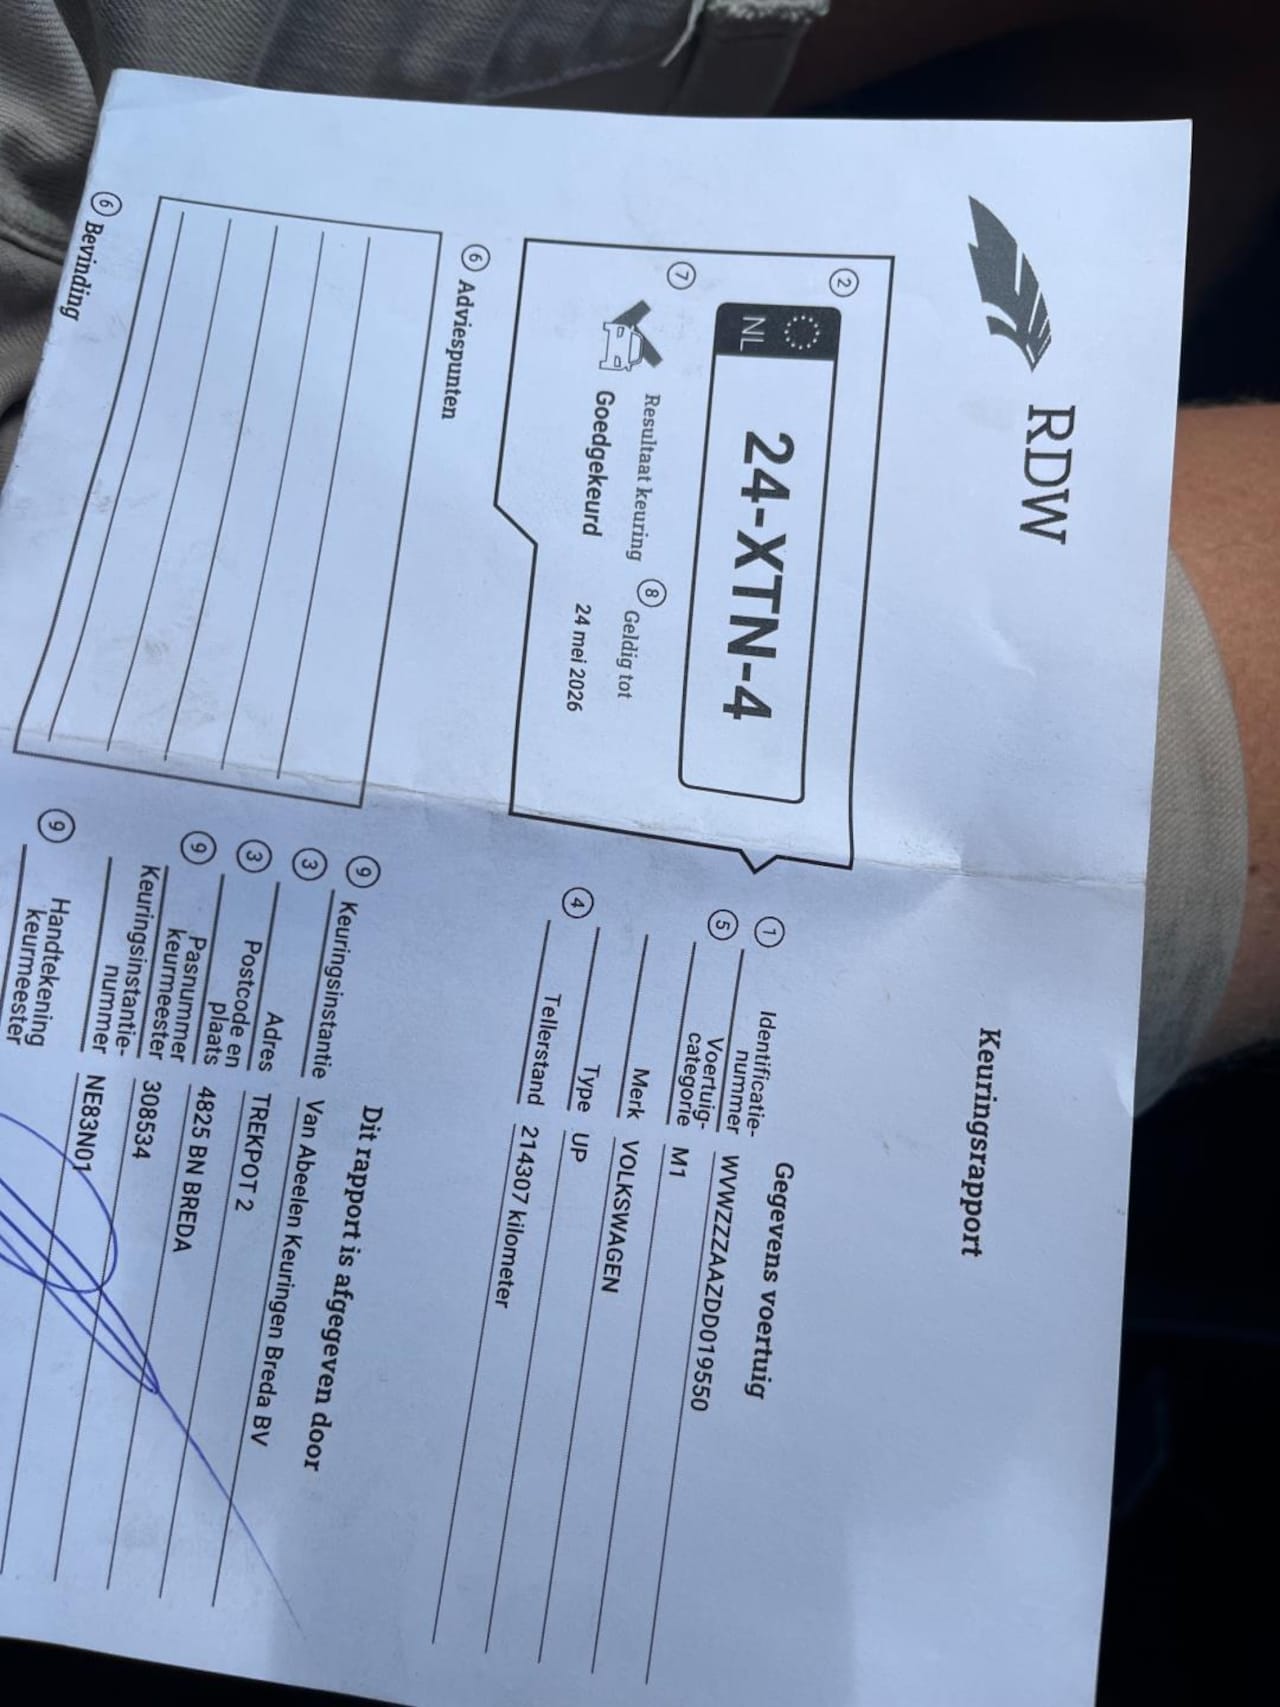 RDW
Keuringsrapport
2
NL
24-XTN-4
7 Resultaat keuring
Goedgekeurd
8 Geldig tot
24 mei 2026
6 Adviespunten
6 Bevinding
Gegevens voertuig
1 Identificatie-
nummer WVWZZZAAZDD019550
5 Voertuig-
categorie M1
Merk VOLKSWAGEN
Type UP
4 Tellerstand 214307 kilometer
Dit rapport is afgegeven door
9 Keuringsinstantie Van Abeelen Keuringen Breda BV
3 Adres TREKPOT 2
3 Postcode en
plaats 4825 BN BREDA
9 Pasnummer
keurmeester 308534
Keuringsinstantie-
nummer NE83N01
9 Handtekening
keurmeester